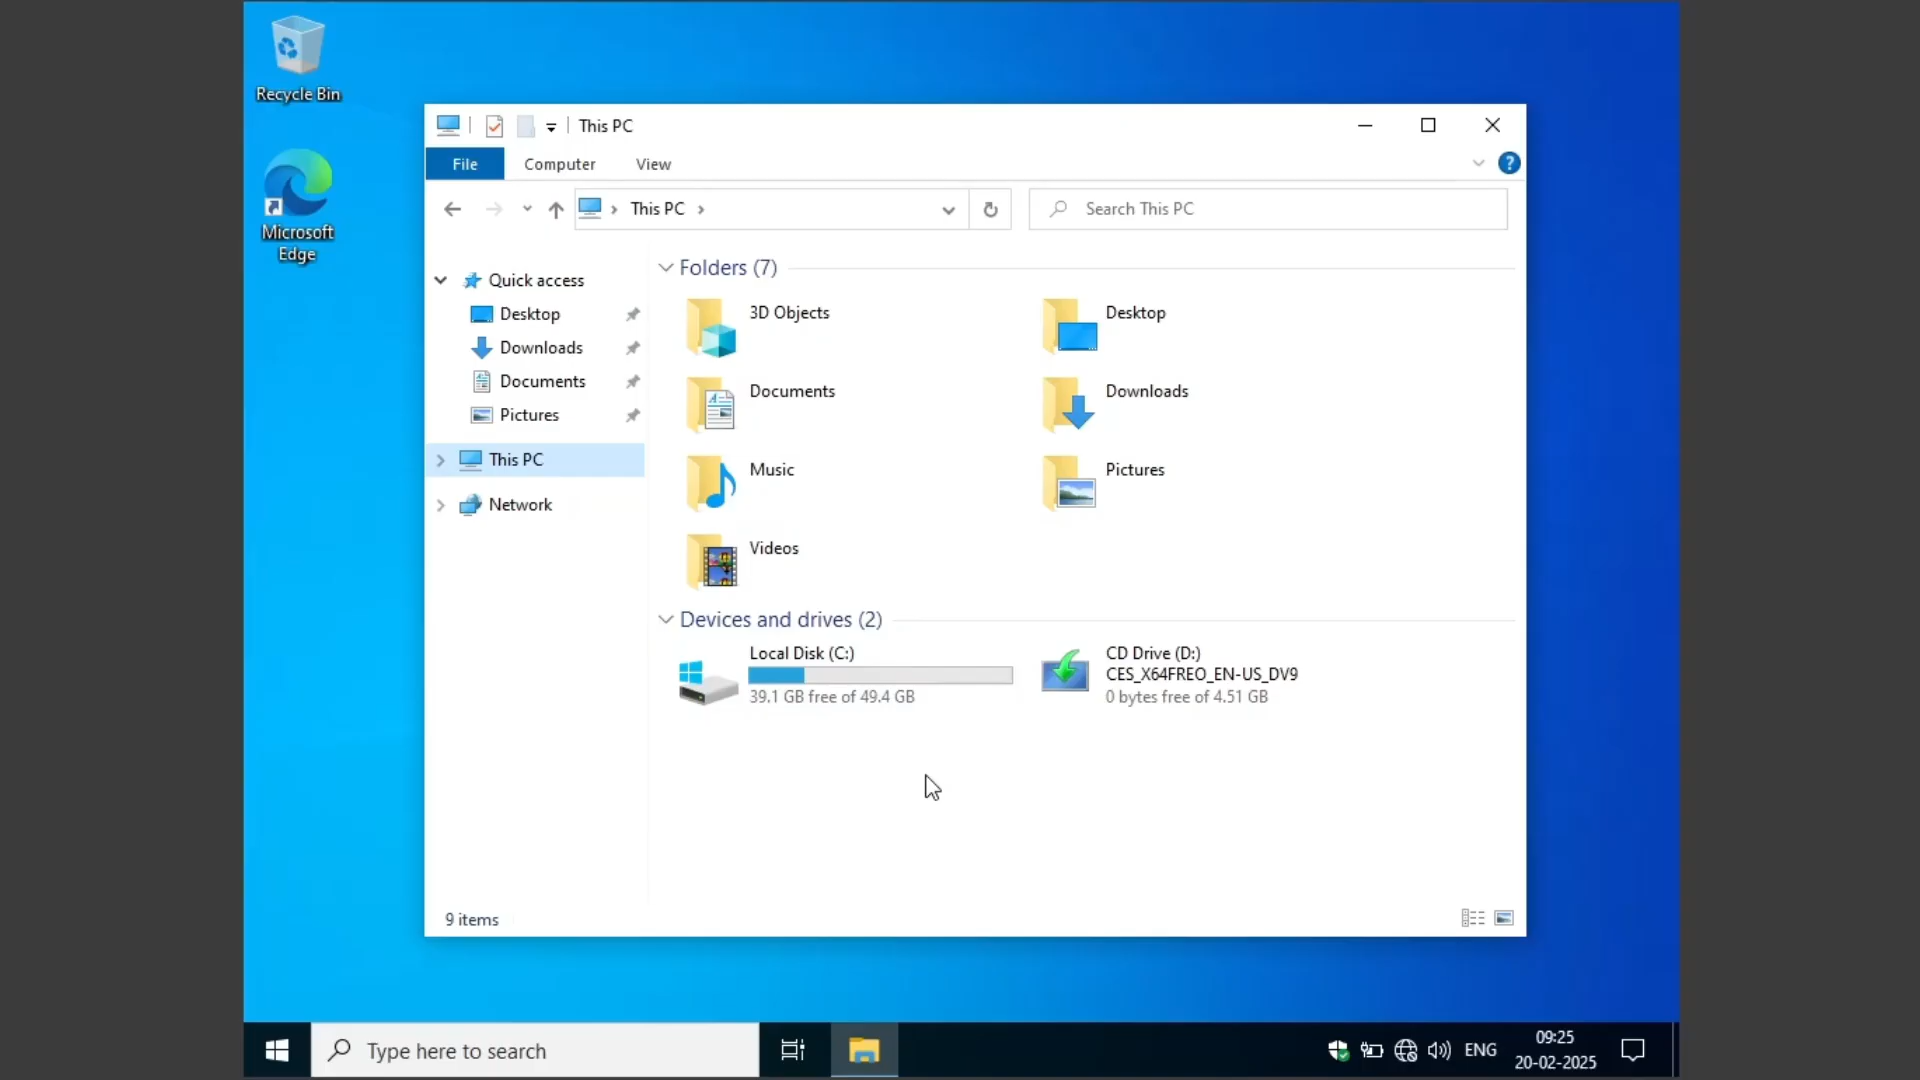 Recycle Bin
Microsoft
Edge
This PC
File
Computer
View
?
This PC
Search This PC
Quick access
Desktop
Downloads
Documents
Pictures
This PC
Network
Folders (7)
3D Objects
Desktop
Documents
Downloads
Music
Pictures
Videos
Devices and drives (2)
Local Disk (C:)
39.1 GB free of 49.4 GB
CD Drive (D:)
CES_X64FREO_EN-US_DV9
0 bytes free of 4.51 GB
9 items
Type here to search
ENG
09:25
20-02-2025